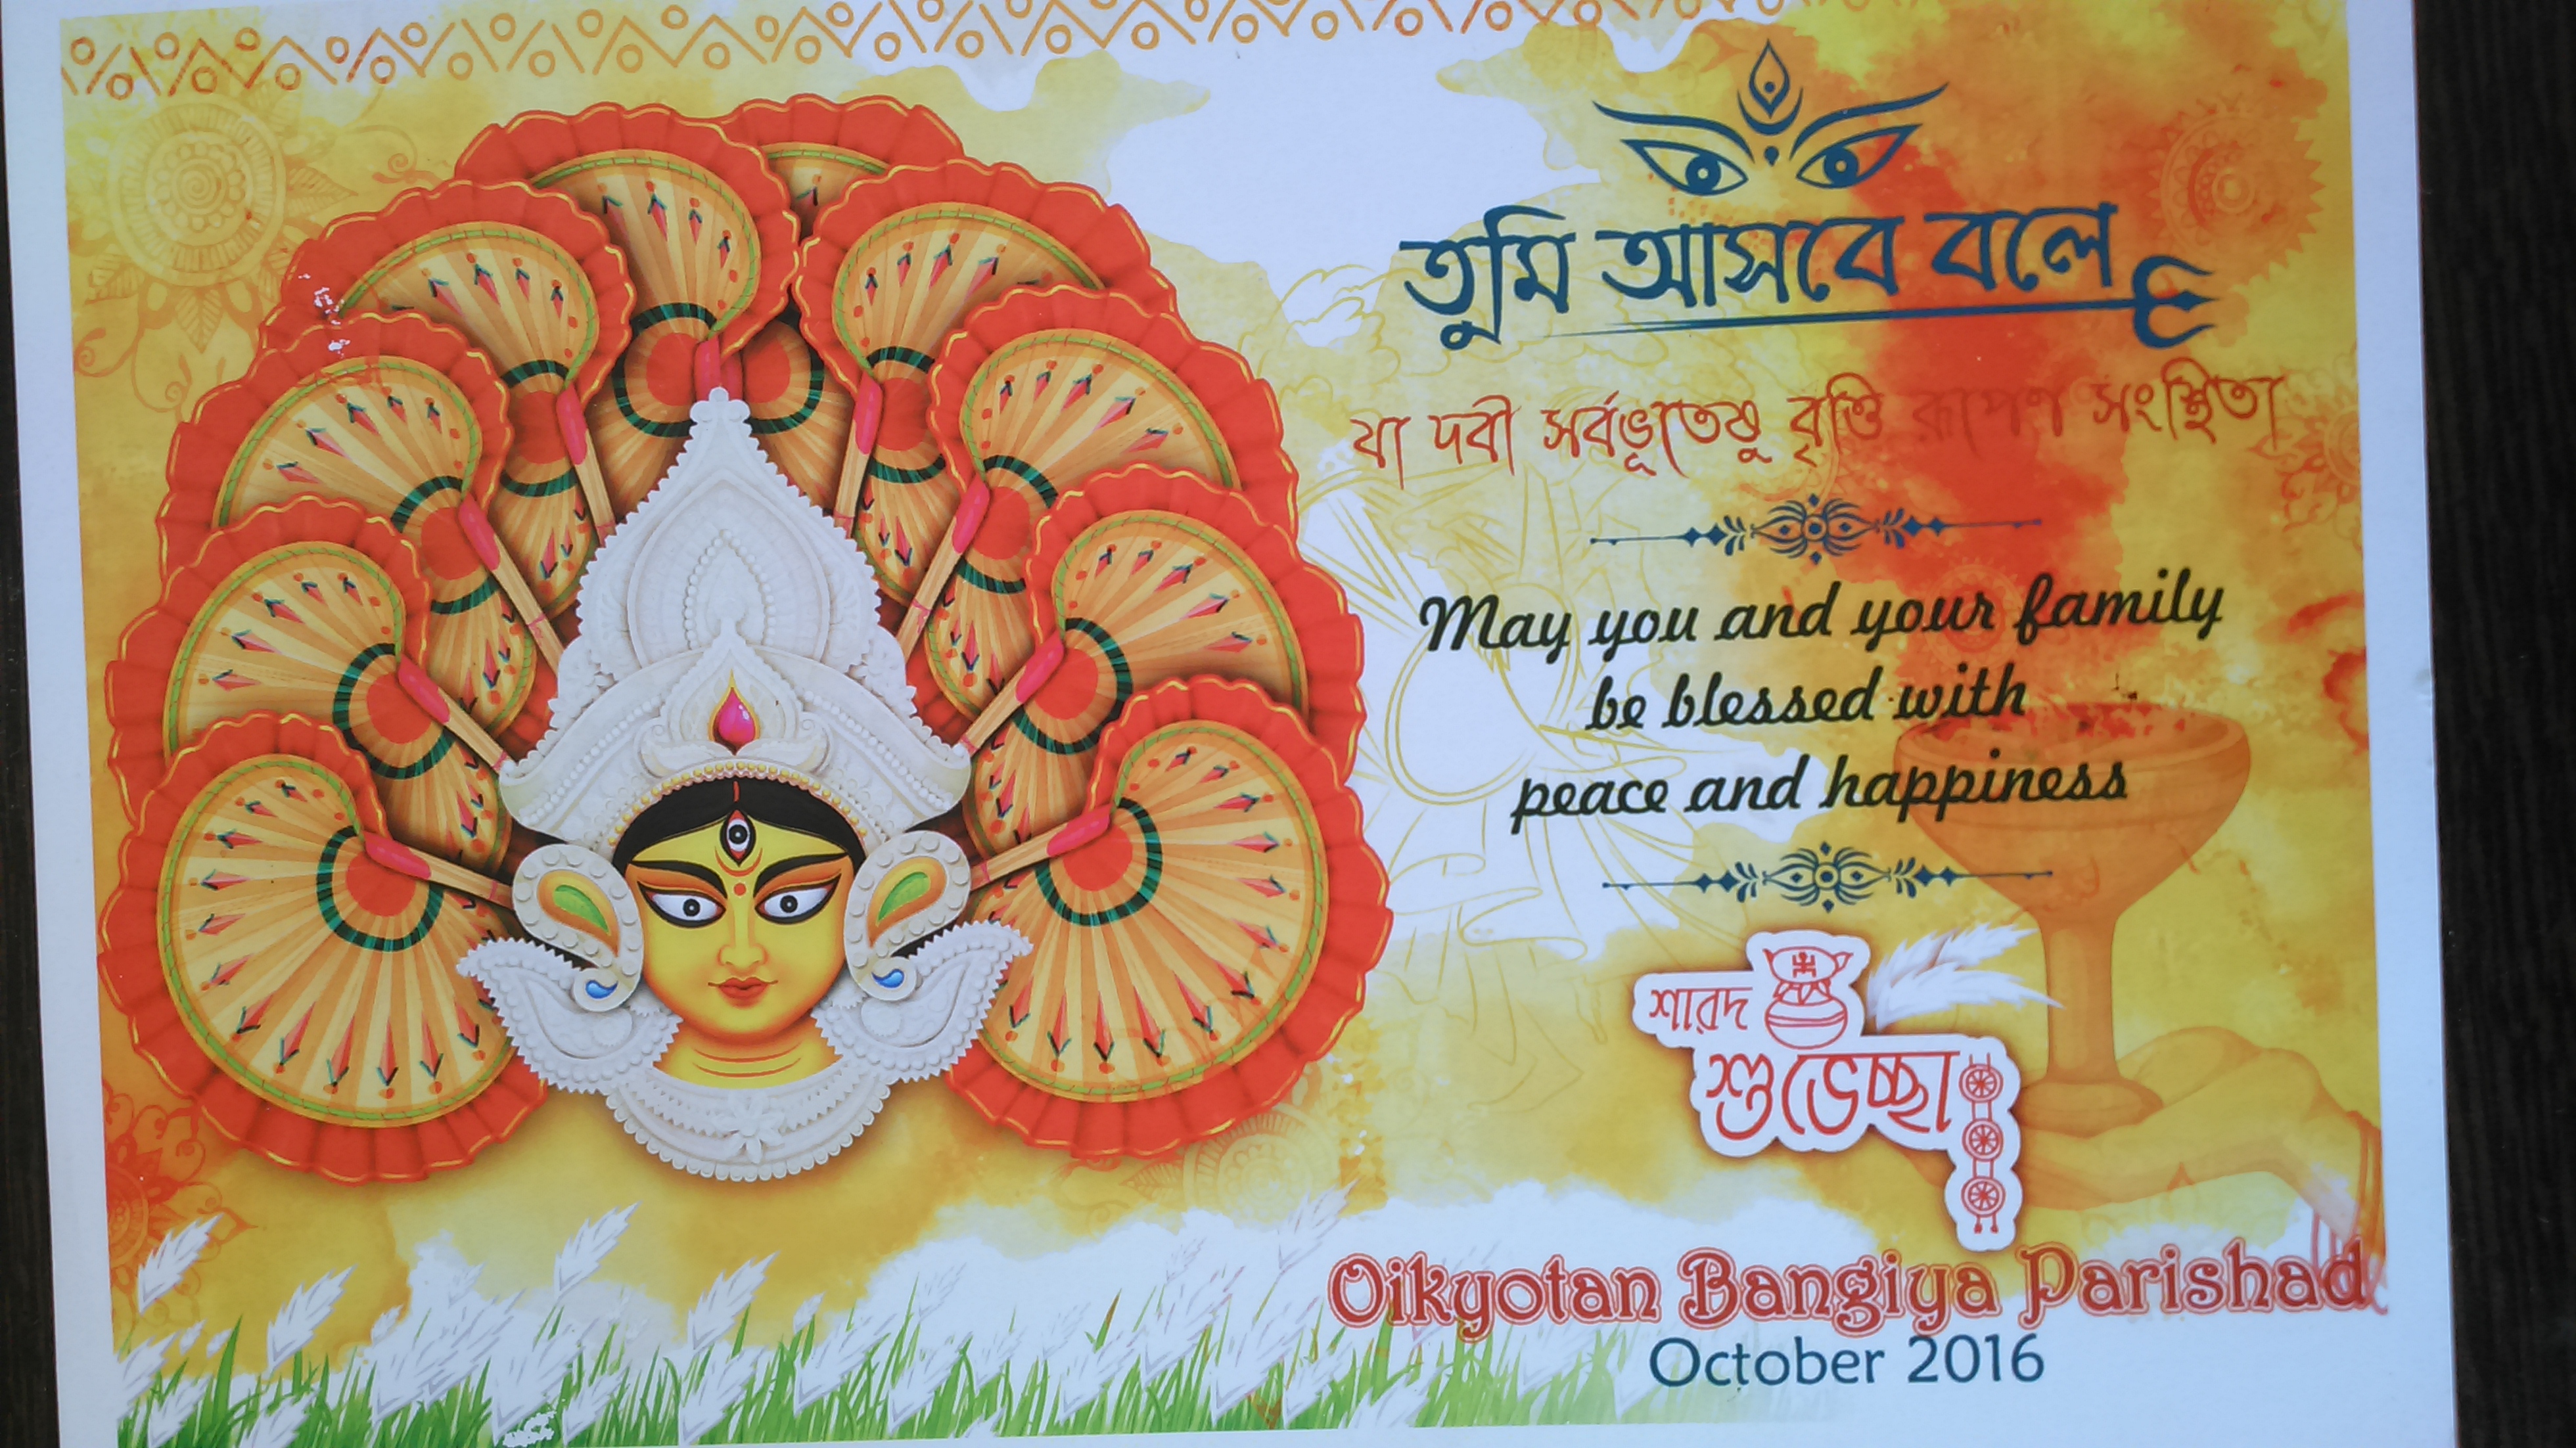 তুমি আসবে বলে
যা দবী সর্বভূতেষু বৃত্তি রূপেণ সংস্থিতা
May you and your family
be blessed with
peace and happiness
শারদ
শুভেচ্ছা
Oikyotan Bangiya Parishad
October 2016